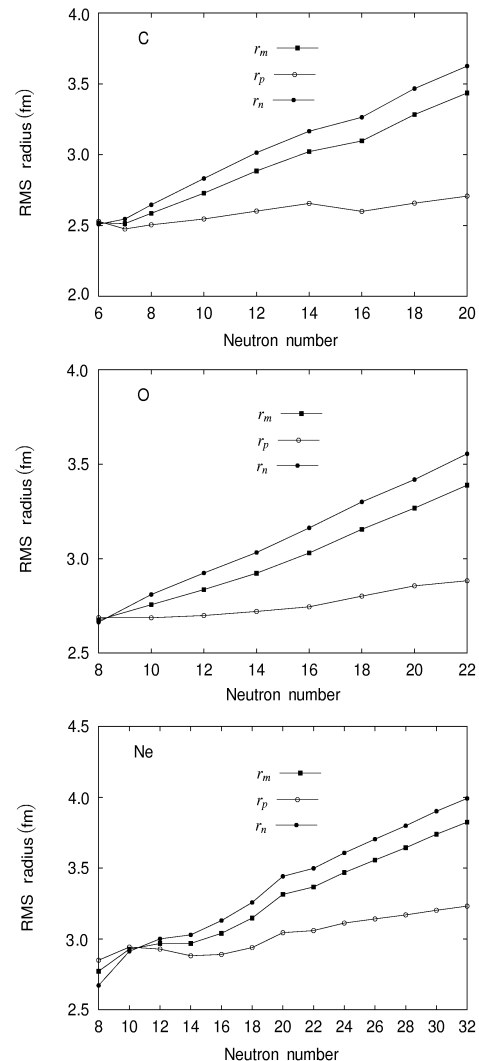 4.0
C
r_m
3.5
r_p
r_n
RMS radius (fm)
3.0
2.5
2.0
6 8 10 12 14 16 18 20
Neutron number
4.0
O
r_m
r_p
3.5
r_n
RMS radius (fm)
3.0
2.5
8 10 12 14 16 18 20 22
Neutron number
4.5
Ne
r_m
4.0
r_p
r_n
RMS radius (fm)
3.5
3.0
2.5
8 10 12 14 16 18 20 22 24 26 28 30 32
Neutron number